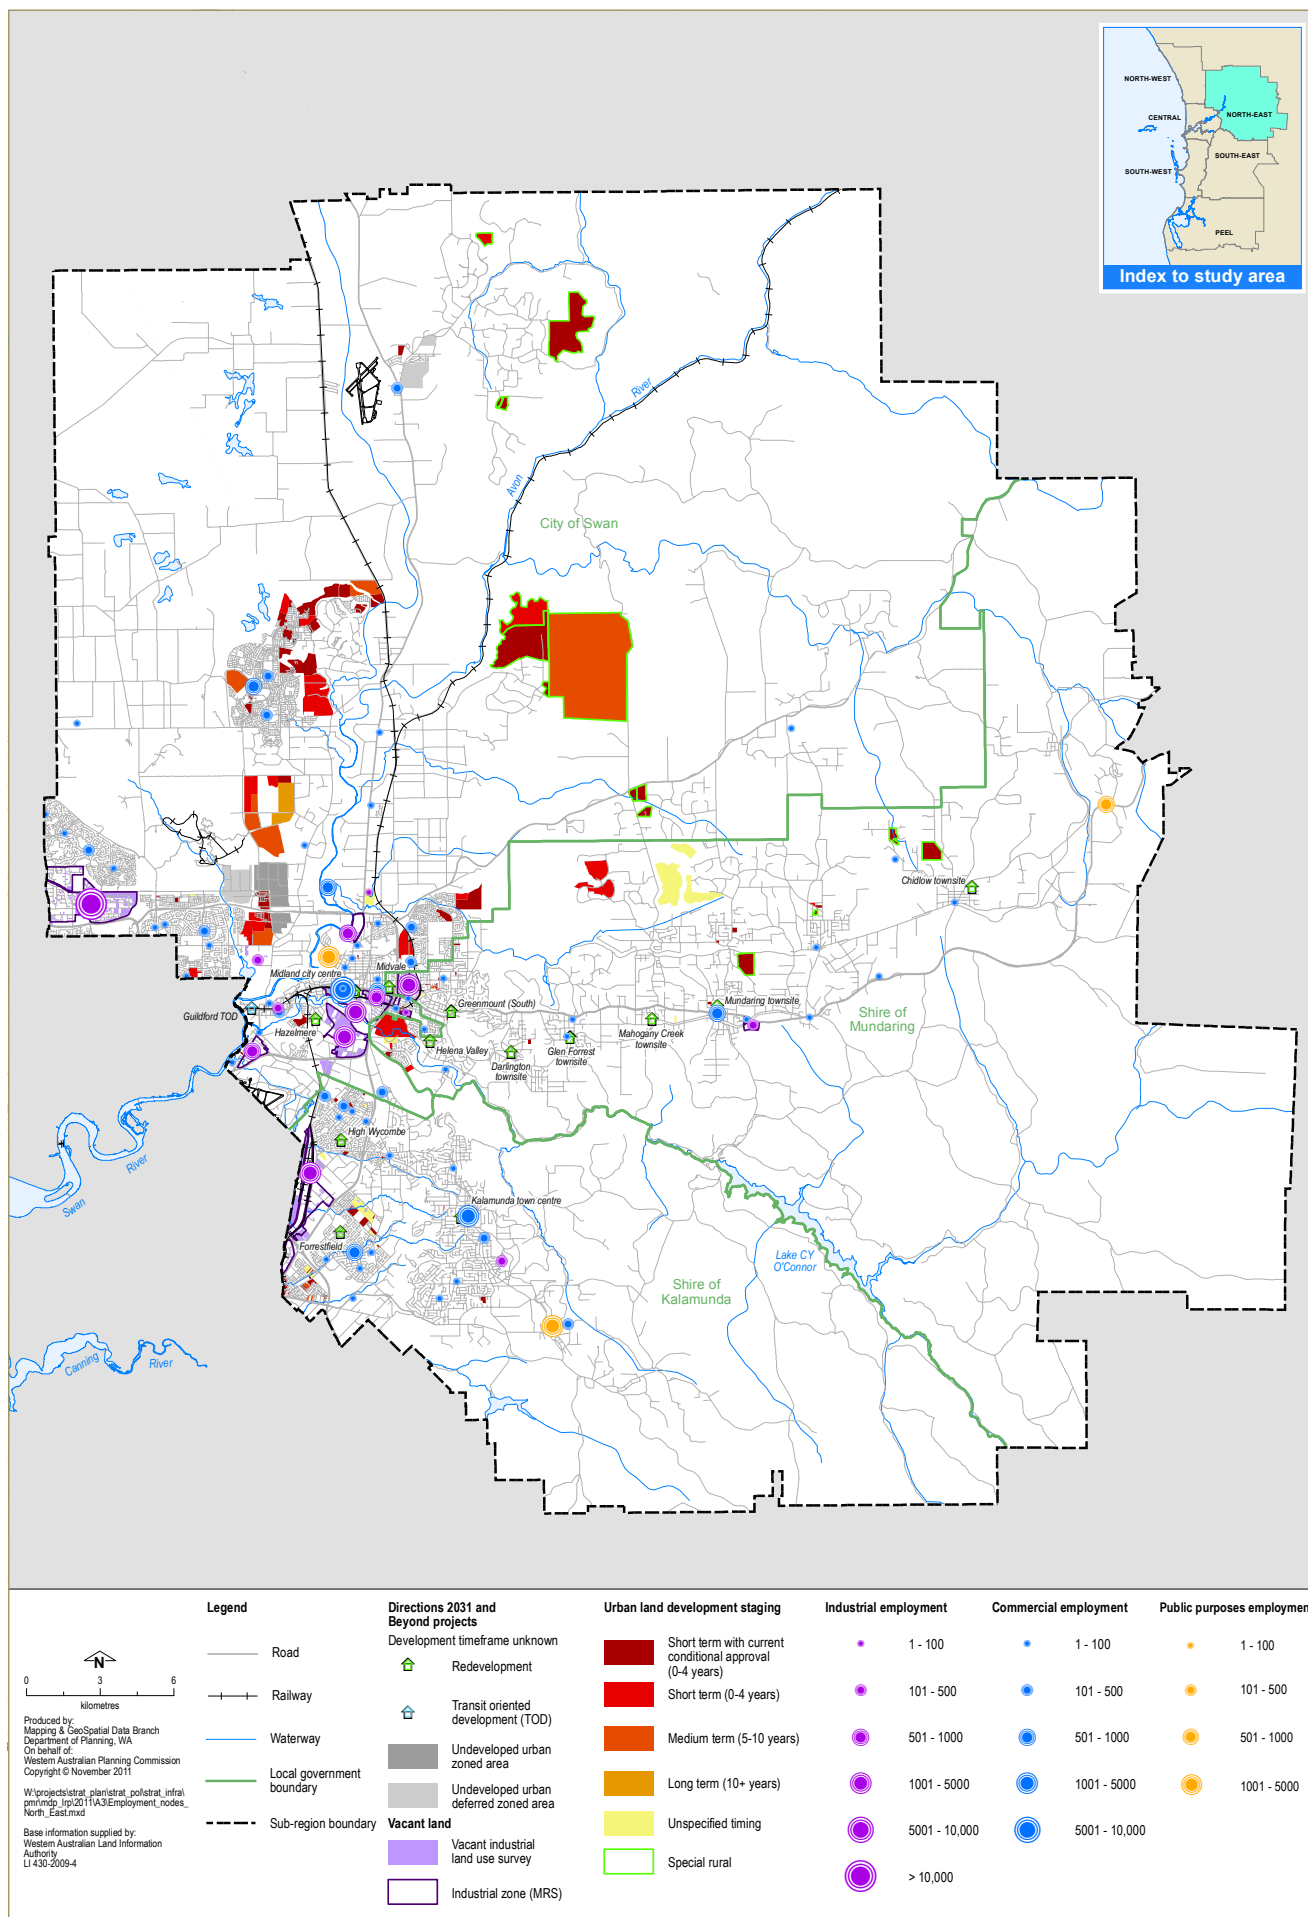 NORTH-WEST
CENTRAL
NORTH-EAST
SOUTH-EAST
SOUTH-WEST
PEEL
Index to study area
River
Avon
City of Swan
Chidlow townsite
Midland city centre
Midvale
Guildford TOD
Greenmount (South)
Mundaring townsite
Shire of
Mundaring
Hazelmere
Helena Valley
Mahogany Creek
townsite
Glen Forrest
townsite
Darlington
townsite
High Wycombe
River
Swan
Kalamunda town centre
Forrestfield
Lake CY
O'Connor
Shire of
Kalamunda
Canning
River
N
0 3 6
kilometres
Produced by:
Mapping & GeoSpatial Data Branch
Department of Planning, WA
On behalf of:
Western Australian Planning Commission
Copyright © November 2011
W:\projects\strat_plan\strat_pol\strat_infra\
pmr\mdp_lrp\2011\A3\Employment_nodes_
North_East.mxd
Base information supplied by:
Western Australian Land Information
Authority
LI 430-2009-4
Legend
Road
Railway
Waterway
Local government
boundary
Sub-region boundary
Directions 2031 and
Beyond projects
Development timeframe unknown
Redevelopment
Transit oriented
development (TOD)
Undeveloped urban
zoned area
Undeveloped urban
deferred zoned area
Vacant land
Vacant industrial
land use survey
Industrial zone (MRS)
Urban land development staging
Short term with current
conditional approval
(0-4 years)
Short term (0-4 years)
Medium term (5-10 years)
Long term (10+ years)
Unspecified timing
Special rural
Industrial employment
1 - 100
101 - 500
501 - 1000
1001 - 5000
5001 - 10,000
> 10,000
Commercial employment
1 - 100
101 - 500
501 - 1000
1001 - 5000
5001 - 10,000
Public purposes employmen
1 - 100
101 - 500
501 - 1000
1001 - 5000